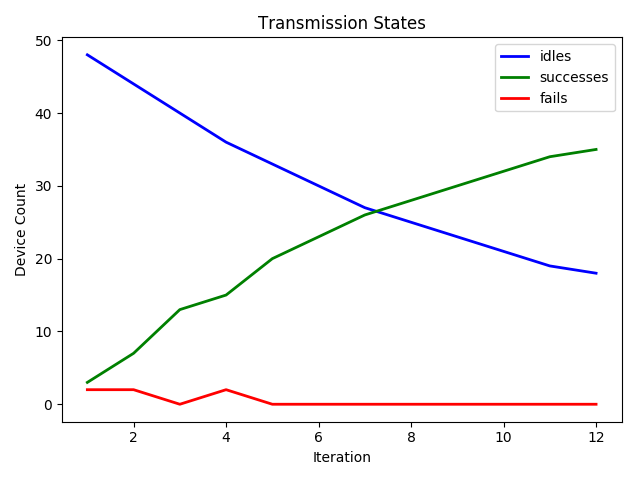 Transmission States
50
40
30
20
10
0
Device Count
idles
successes
fails
2
4
6
8
10
12
Iteration